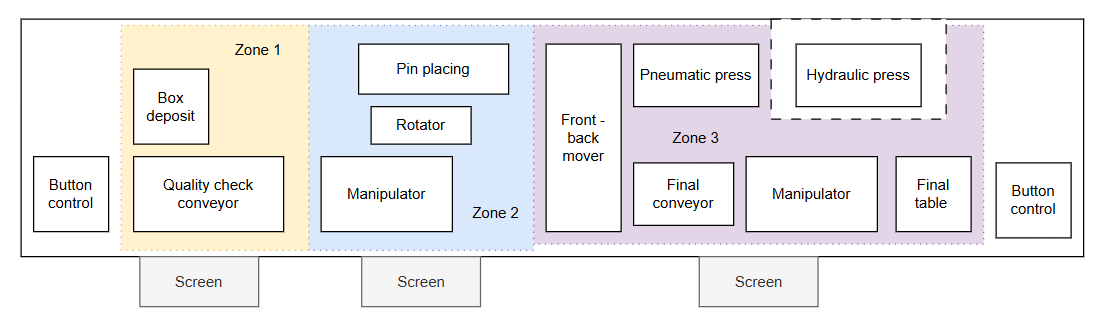 Zone 1
Box
deposit
Button
control
Quality check
conveyor
Pin placing
Rotator
Manipulator
Zone 2
Front -
back
mover
Pneumatic press
Hydraulic press
Zone 3
Final
conveyor
Manipulator
Final
table
Button
control
Screen
Screen
Screen